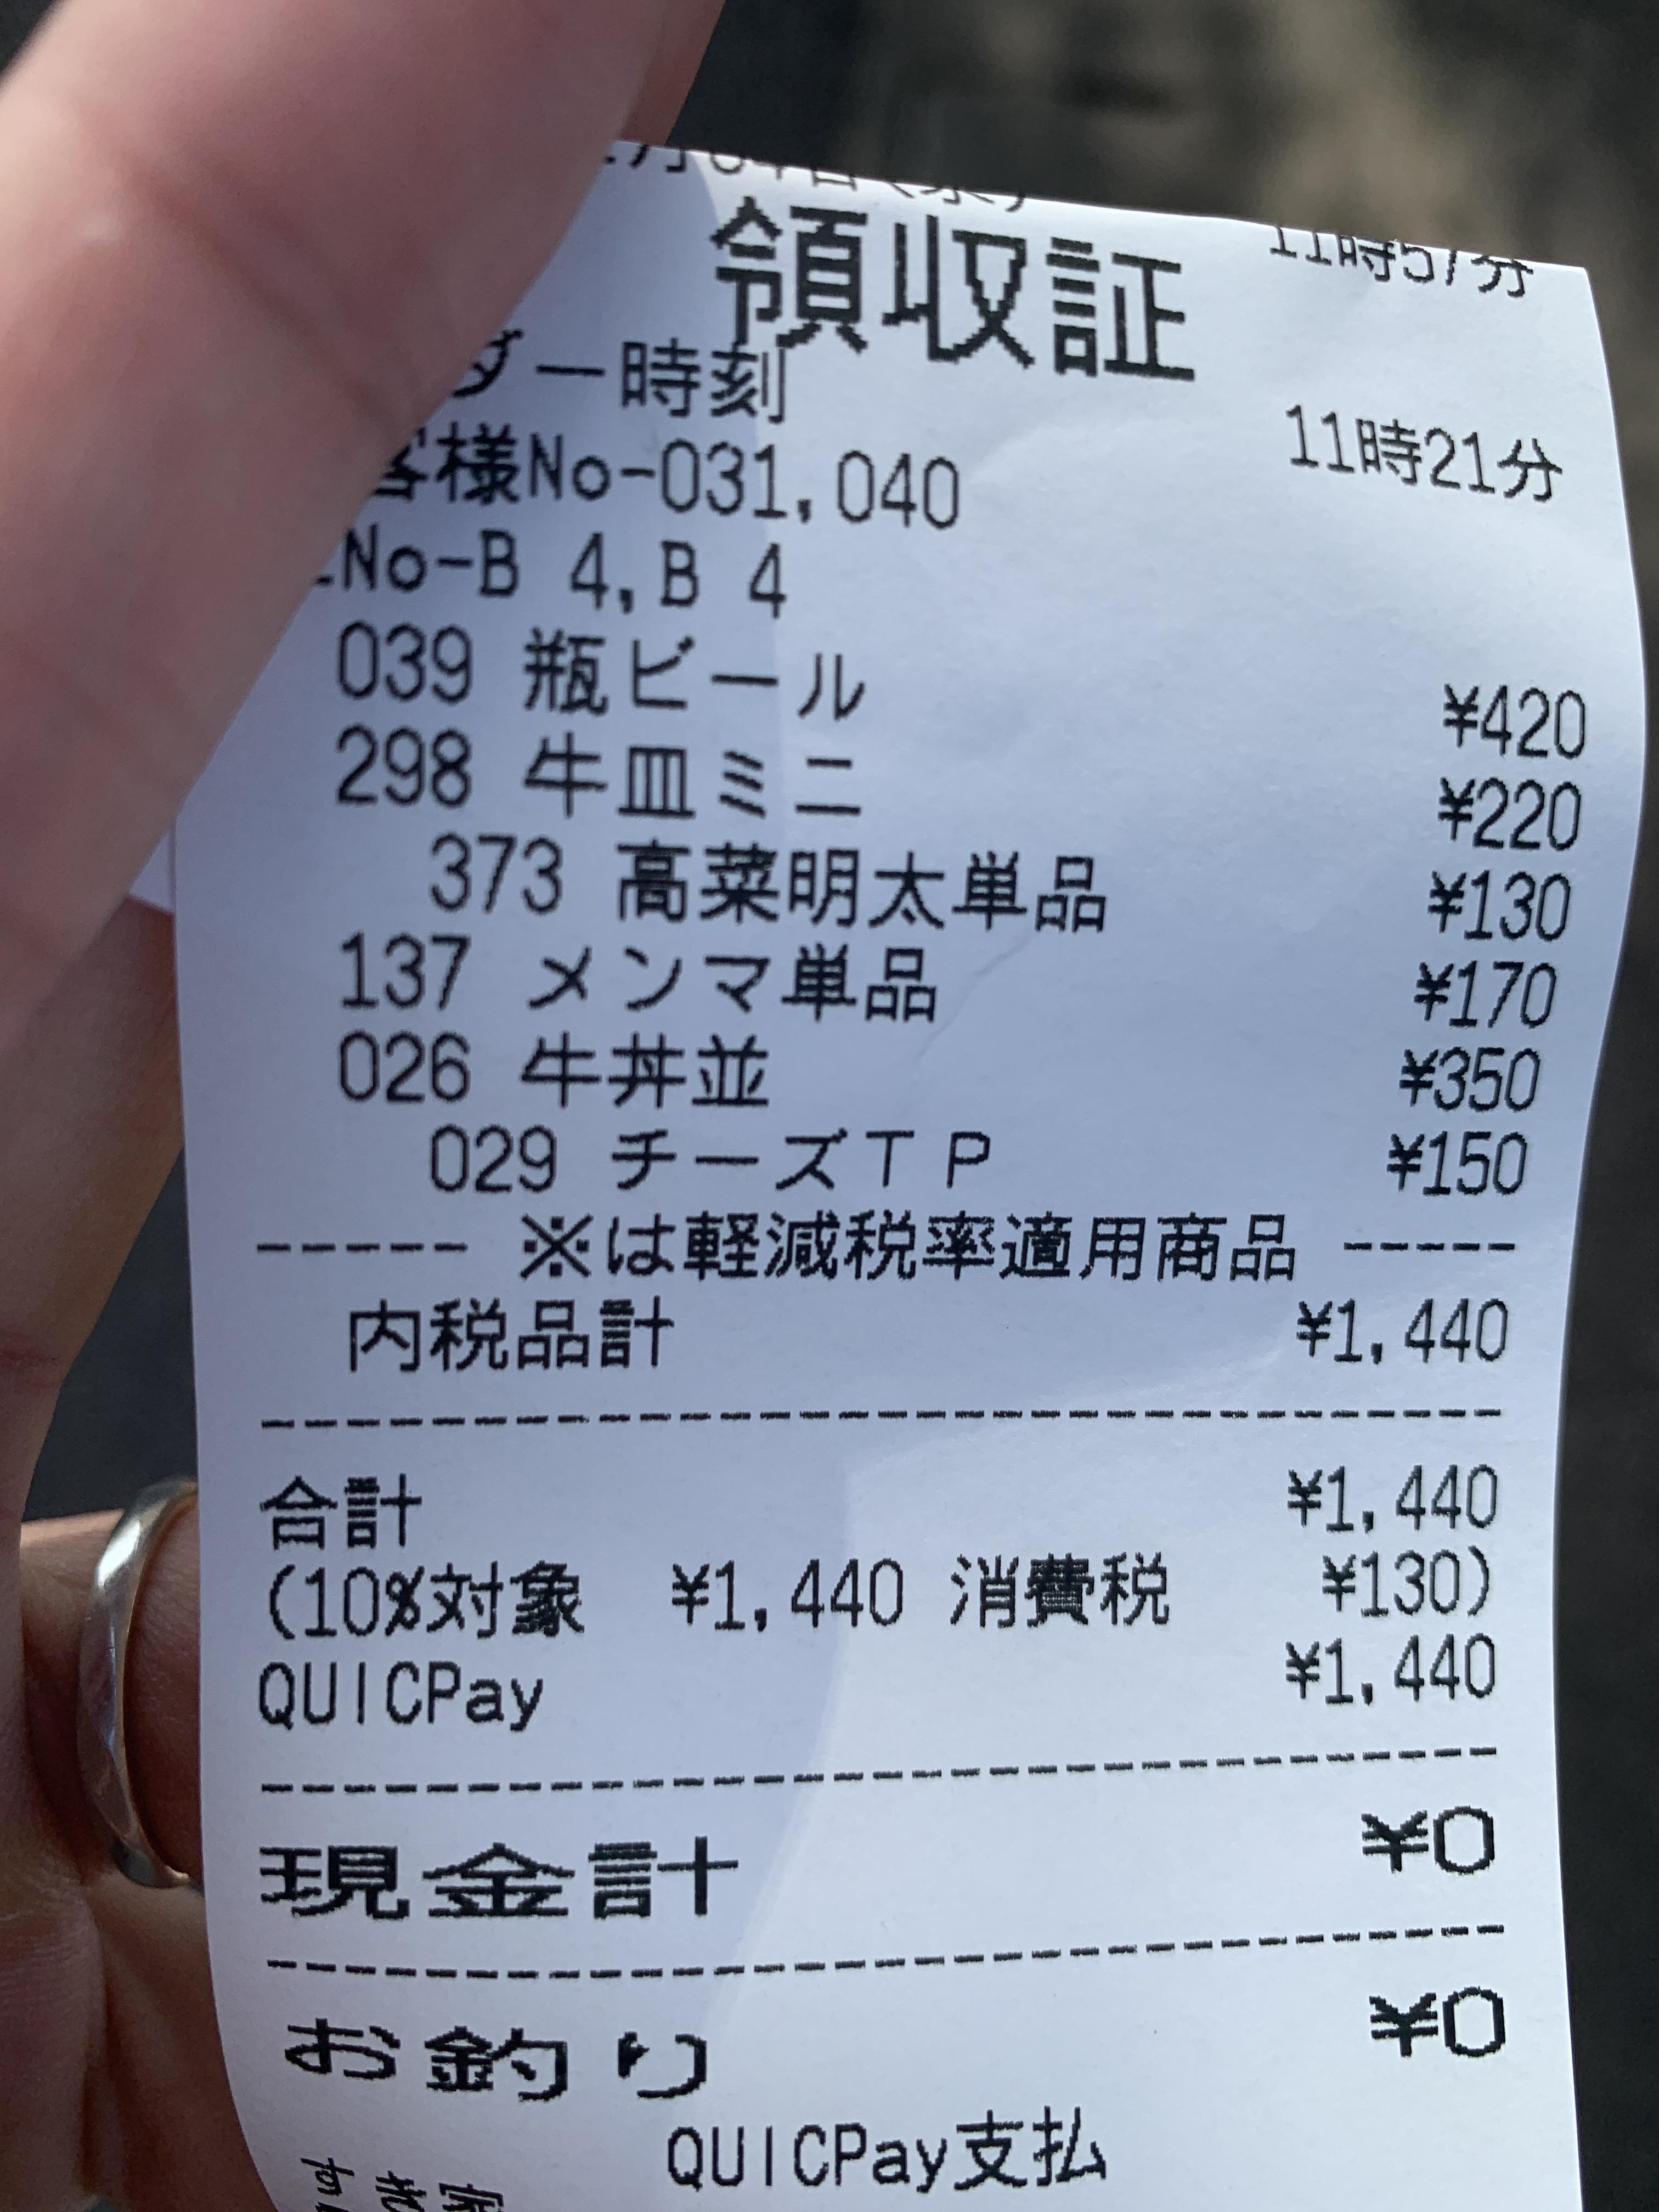 領収証
11時57分
ダー時刻 11時21分
客様No-031,040
No-B 4,B 4
039 瓶ビール ¥420
298 牛皿ミニ ¥220
373 高菜明太単品 ¥130
137 メンマ単品 ¥170
026 牛丼並 ¥350
029 チーズTP ¥150
----- ※は軽減税率適用商品 -----
内税品計 ¥1,440
合計 ¥1,440
(10%対象 ¥1,440 消費税 ¥130)
QUICPay ¥1,440
現金計 ¥0
お釣り ¥0
QUICPay支払